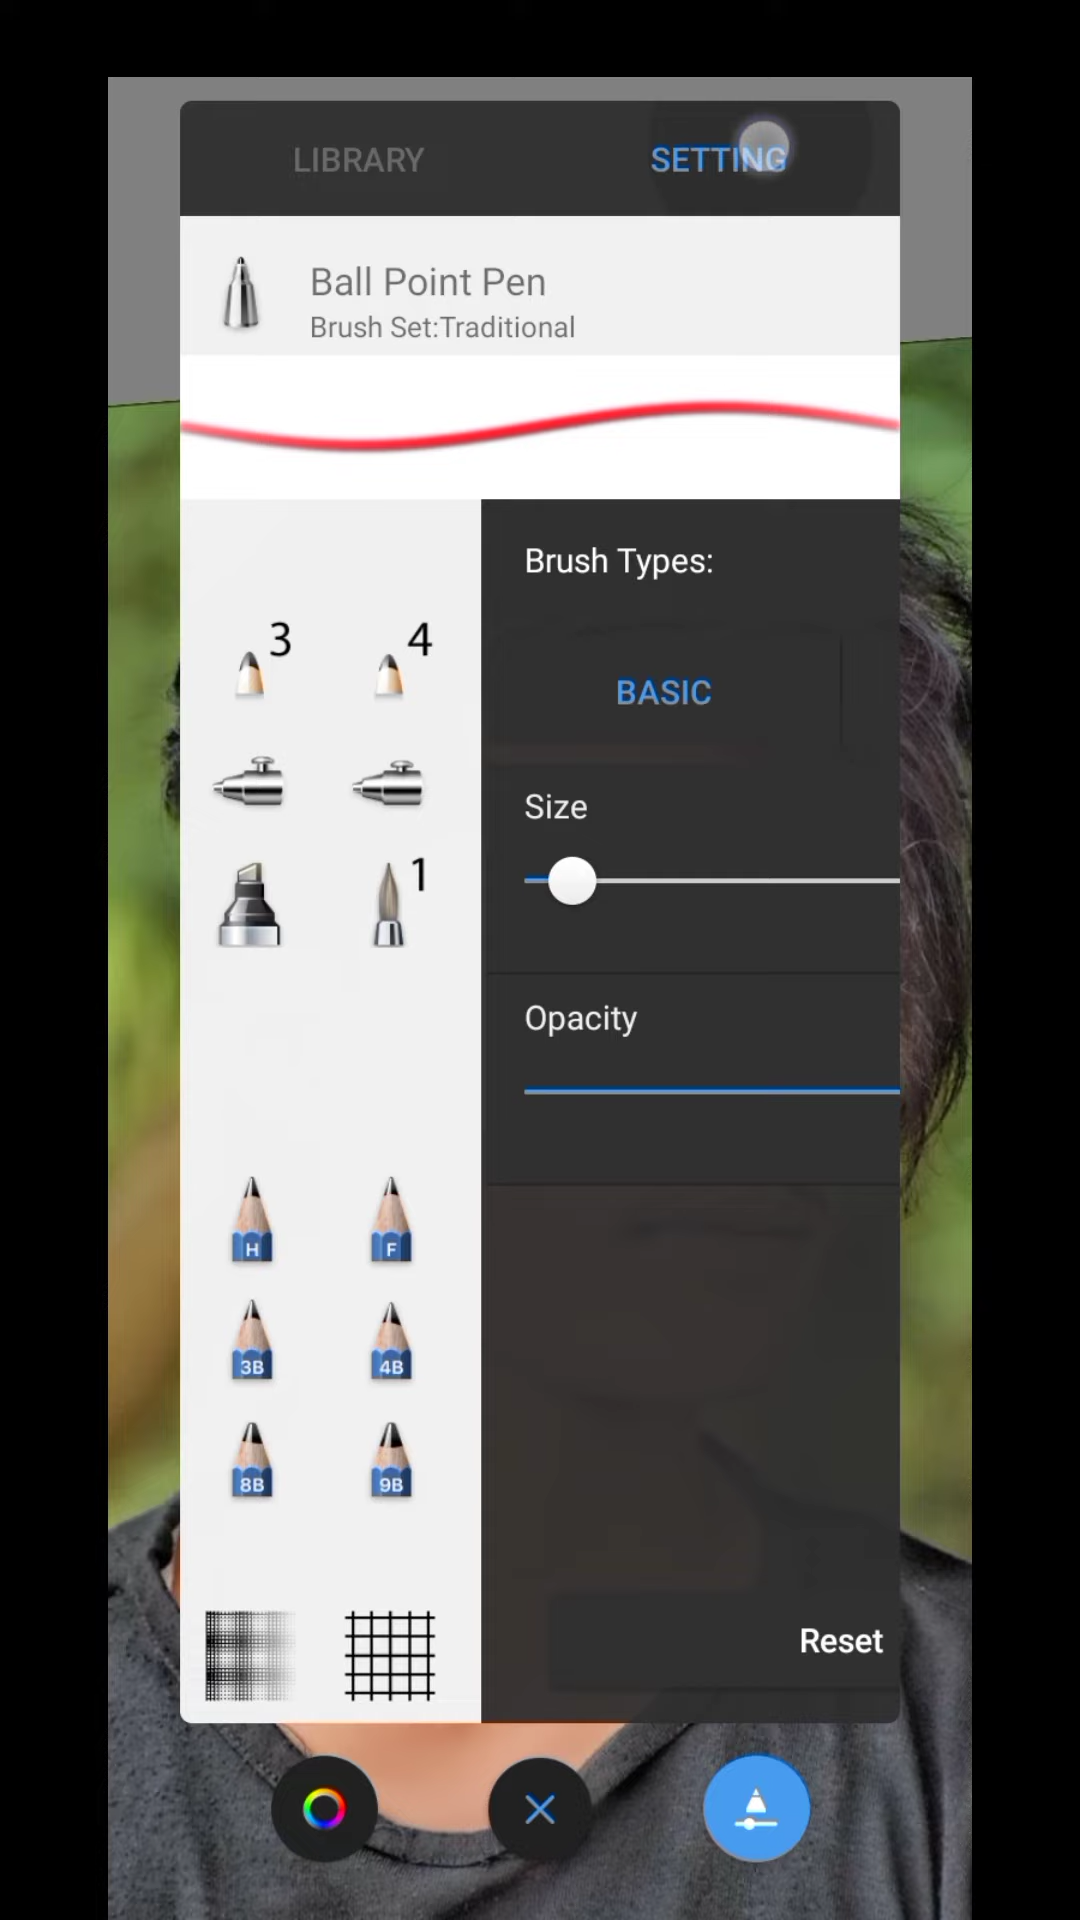 LIBRARY SETTING
Ball Point Pen
Brush Set:Traditional
Brush Types:
3 4
BASIC
Size
1
Opacity
H F
3B 4B
8B 9B
Reset